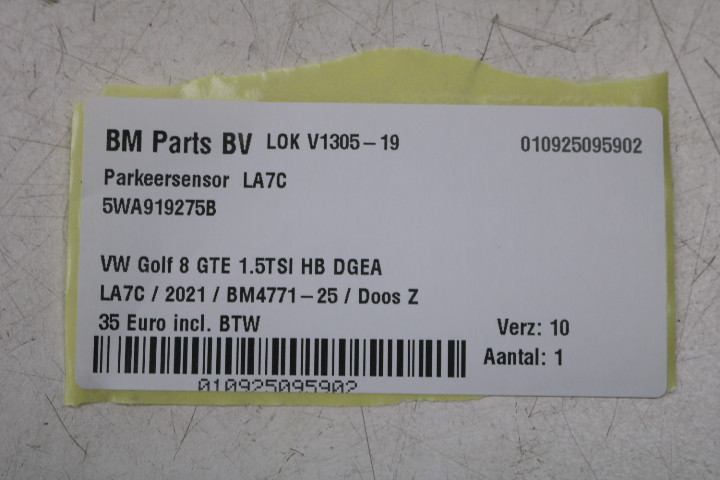 BM Parts BV LOK V1305-19 010925095902
Parkeersensor LA7C
5WA919275B
VW Golf 8 GTE 1.5TSI HB DGEA
LA7C / 2021 / BM4771-25 / Doos Z
35 Euro incl. BTW Verz: 10
Aantal: 1
010925095902